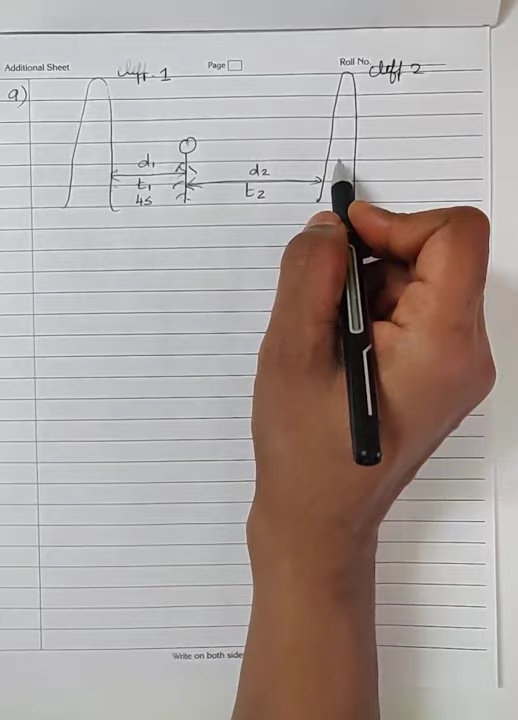 Additional Sheet
Page
Roll No.
cliff 1
cliff 2
a)
d₁
t₁
4s
d₂
t₂
Write on both side